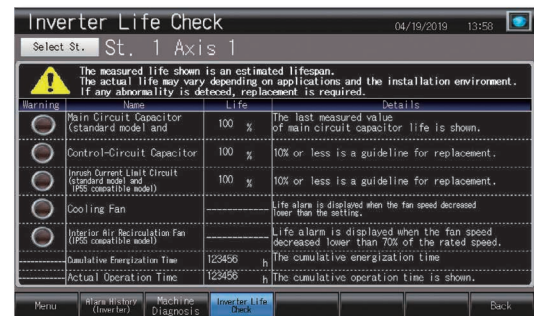 Inverter Life Check
04/19/2019 13:58
Select St. St. 1 Axis 1
The measured life shown is an estimated lifespan.
The actual life may vary depending on applications and the installation environment.
If any abnormality is deteced, replacement is required.
Warning Name Life Details
Main Circuit Capacitor
(standard model and
100 %
The last measured value
of main circuit capacitor life is shown.
Control-Circuit Capacitor 100 % 10% or less is a guideline for replacement.
Inrush Current Limit Circuit
(standard model and
IP55 compatible model)
100 % 10% or less is a guideline for replacement.
Cooling Fan
Life alarm is displayed when the fan speed decreased
lower than the setting.
Interior Air Recirculation Fan
(IP55 compatible model)
Life alarm is displayed when the fan speed
decreased lower than 70% of the rated speed.
Cumulative Energization Time 123456 h The cumulative energization time
Actual Operation Time 123456 h The cumulative operation time is shown.
Menu
Alarm History
(Inverter)
Machine
Diagnosis
Inverter Life
Check
Back